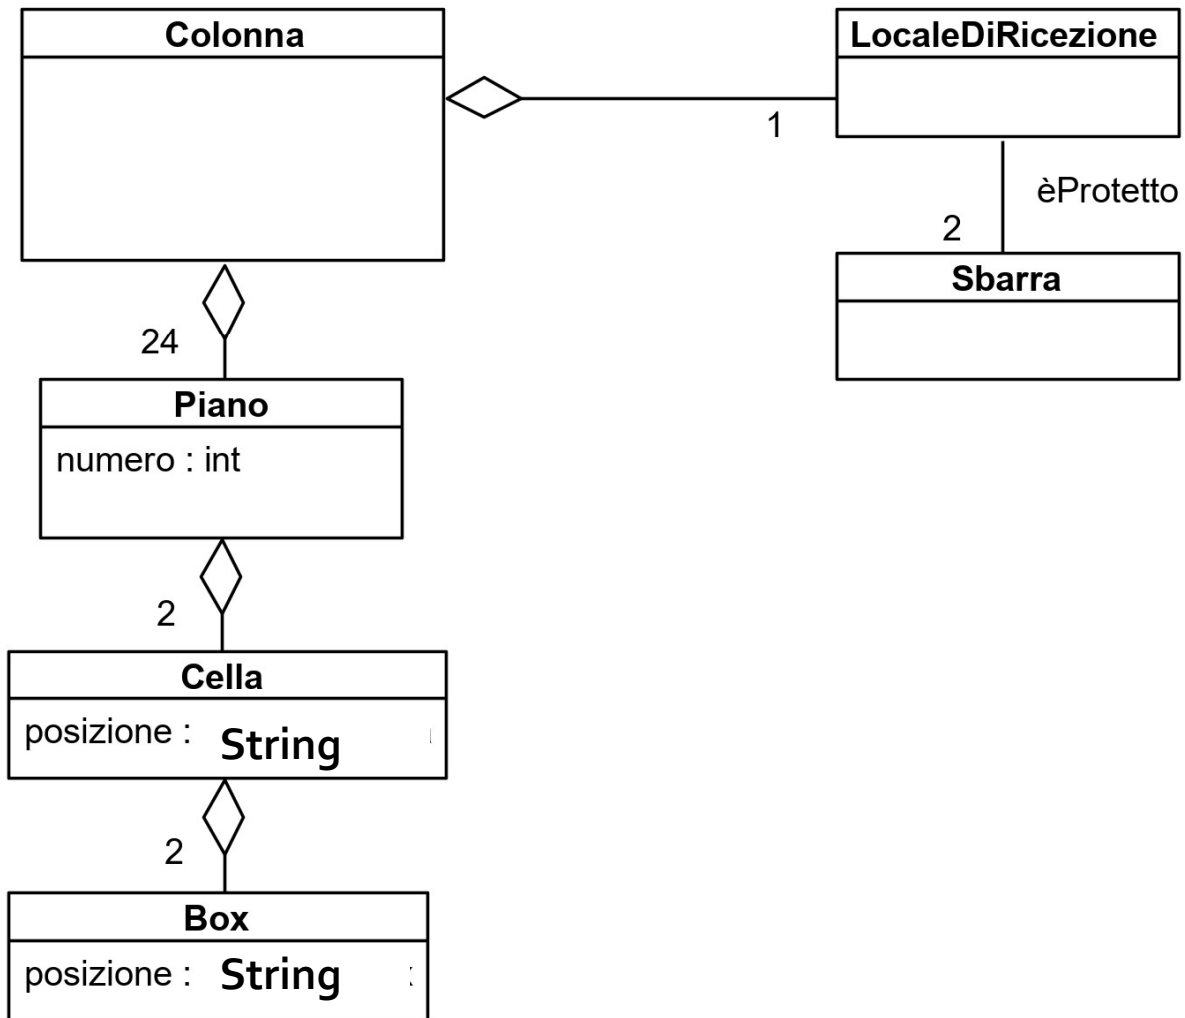 Colonna
LocaleDiRicezione
1
èProtetto
2
Sbarra
24
Piano
numero : int
2
Cella
posizione : String
2
Box
posizione : String